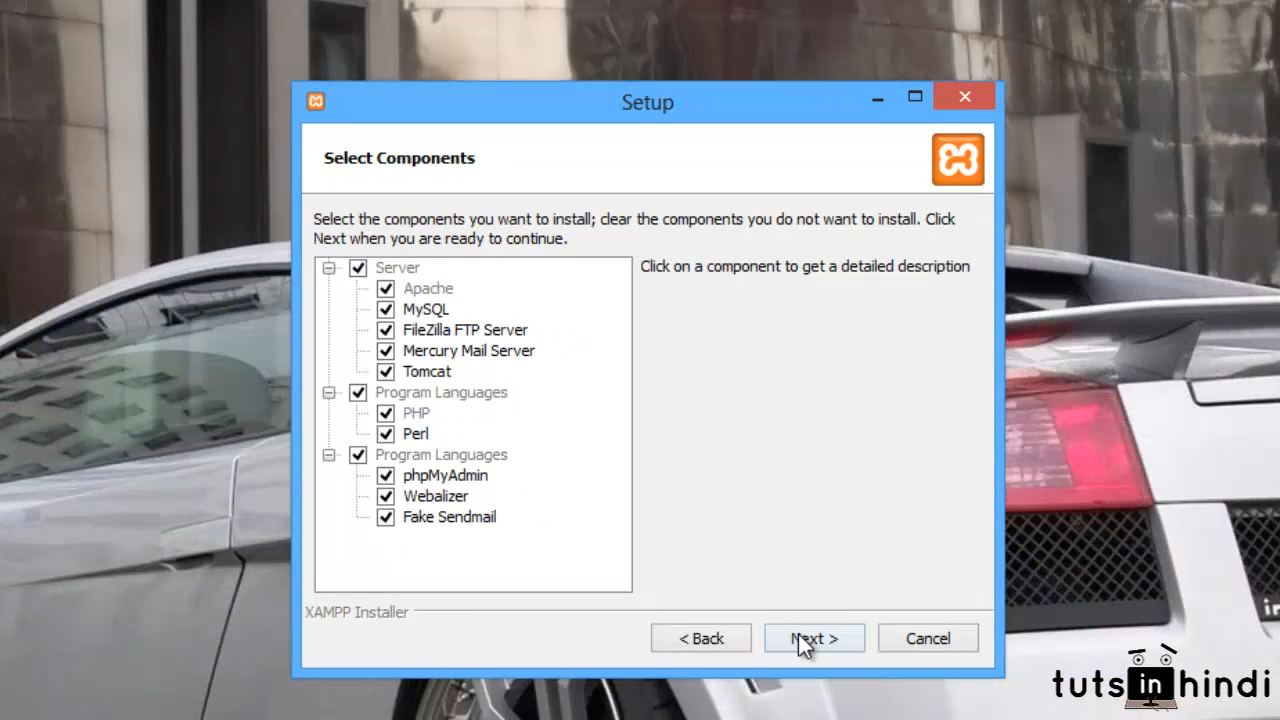 Setup
Select Components
Select the components you want to install; clear the components you do not want to install. Click
Next when you are ready to continue.
Server
Apache
MySQL
FileZilla FTP Server
Mercury Mail Server
Tomcat
Program Languages
PHP
Perl
Program Languages
phpMyAdmin
Webalizer
Fake Sendmail
Click on a component to get a detailed description
XAMPP Installer
< Back
Next >
Cancel
tuts in hindi